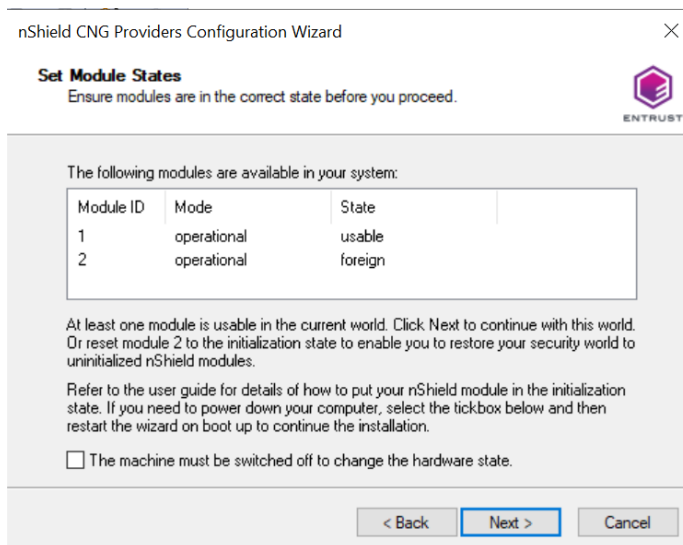 nShield CNG Providers Configuration Wizard
Set Module States
Ensure modules are in the correct state before you proceed.
ENTRUST
The following modules are available in your system:
Module ID Mode State
1 operational usable
2 operational foreign
At least one module is usable in the current world. Click Next to continue with this world.
Or reset module 2 to the initialization state to enable you to restore your security world to
uninitialized nShield modules.
Refer to the user guide for details of how to put your nShield module in the initialization
state. If you need to power down your computer, select the tickbox below and then
restart the wizard on boot up to continue the installation.
The machine must be switched off to change the hardware state.
< Back Next > Cancel